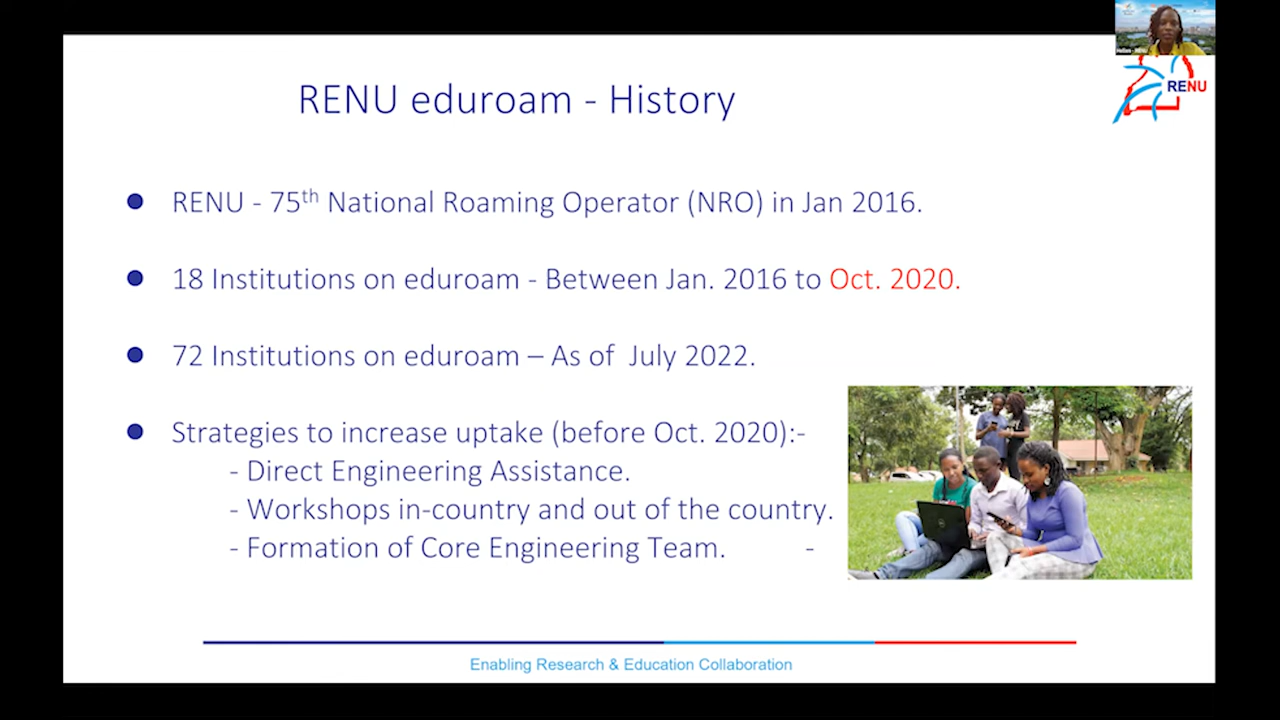 RENU eduroam - History
RENU
● RENU - 75th National Roaming Operator (NRO) in Jan 2016.
● 18 Institutions on eduroam - Between Jan. 2016 to Oct. 2020.
● 72 Institutions on eduroam – As of July 2022.
● Strategies to increase uptake (before Oct. 2020):-
- Direct Engineering Assistance.
- Workshops in-country and out of the country.
- Formation of Core Engineering Team. -
Enabling Research & Education Collaboration